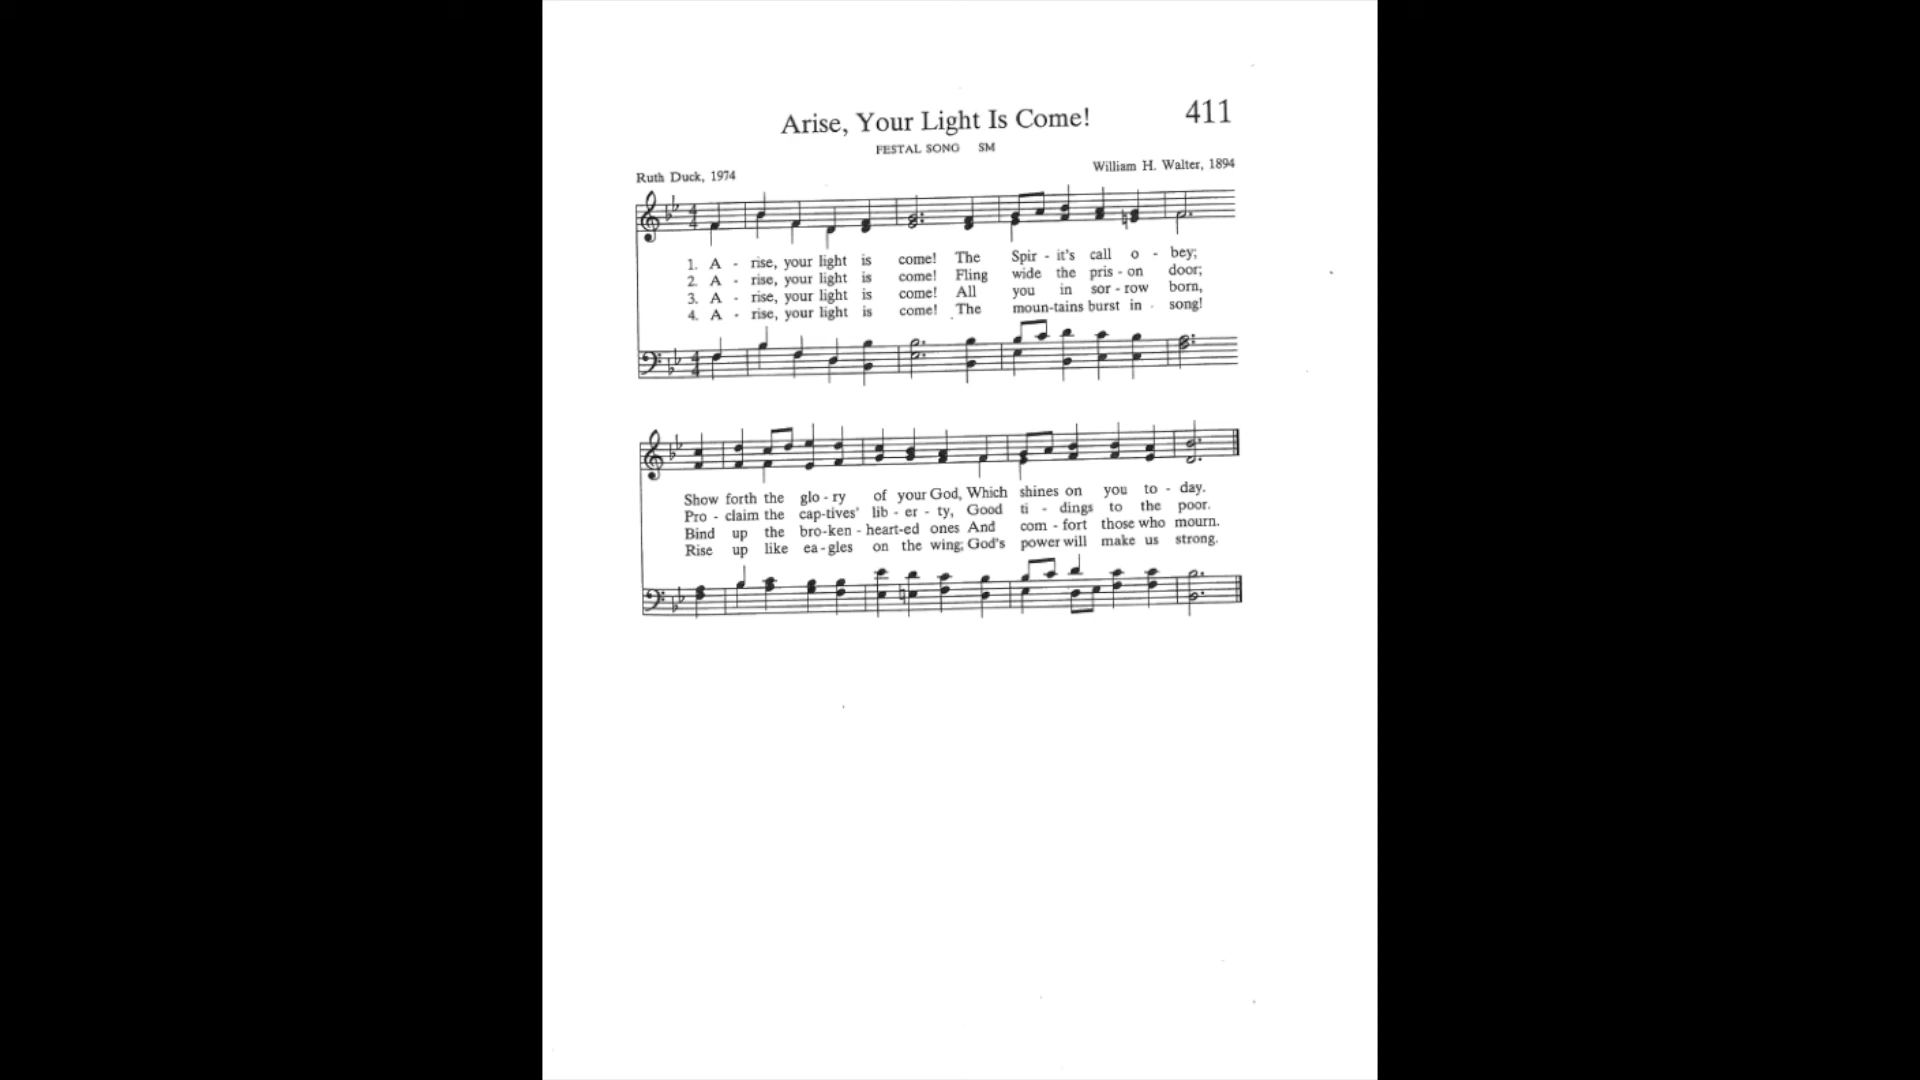 Arise, Your Light Is Come! 411
FESTAL SONG SM
Ruth Duck, 1974 William H. Walter, 1894
1. A - rise, your light is come! The Spir - it's call o - bey;
2. A - rise, your light is come! Fling wide the pris - on door;
3. A - rise, your light is come! All you in sor - row born,
4. A - rise, your light is come! The moun-tains burst in song!
Show forth the glo - ry of your God, Which shines on you to - day.
Pro - claim the cap-tives' lib - er - ty, Good ti - dings to the poor.
Bind up the bro-ken - heart-ed ones And com - fort those who mourn.
Rise up like ea - gles on the wing; God's power will make us strong.